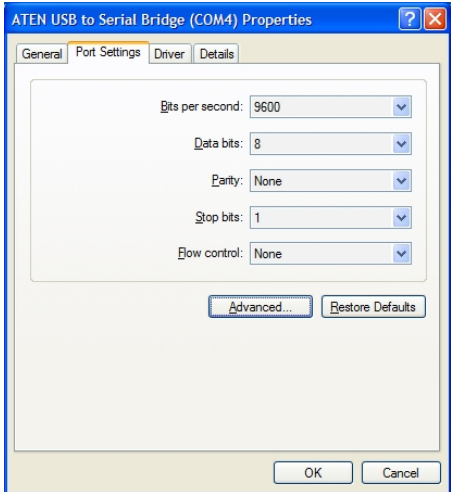 ATEN USB to Serial Bridge (COM4) Properties
General Port Settings Driver Details
Bits per second: 9600
Data bits: 8
Parity: None
Stop bits: 1
Flow control: None
Advanced... Restore Defaults
OK Cancel